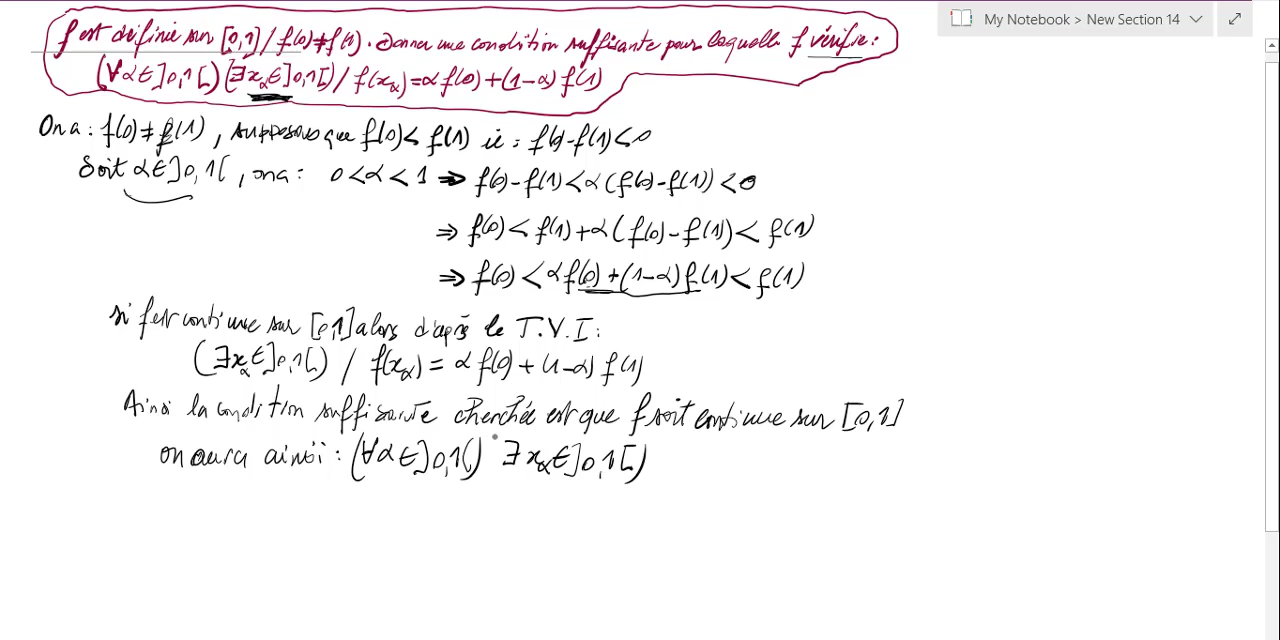 My Notebook > New Section 14
f est définie sur [0,1] / f(0)≠f(1). Donner une condition suffisante pour laquelle f vérifie :
(∀α∈]0,1[) (∃x_α∈]0,1[) / f(x_α)=αf(0)+(1-α)f(1)
On a : f(0)≠f(1), supposons que f(0)<f(1) ie : f(0)-f(1)<0
Soit α∈]0,1[, on a : 0<α<1 ⇒ f(0)-f(1)<α(f(0)-f(1))<0
⇒ f(0)<f(1)+α(f(0)-f(1))<f(1)
⇒ f(0)<αf(0)+(1-α)f(1)<f(1)
si f est continue sur [0,1] alors d'après le T.V.I :
(∃x_α∈]0,1[) / f(x_α)=αf(0)+(1-α)f(1)
Ainsi la condition suffisante cherchée est que f soit continue sur [0,1]
on aura ainsi : (∀α∈]0,1[) ∃x_α∈]0,1[)